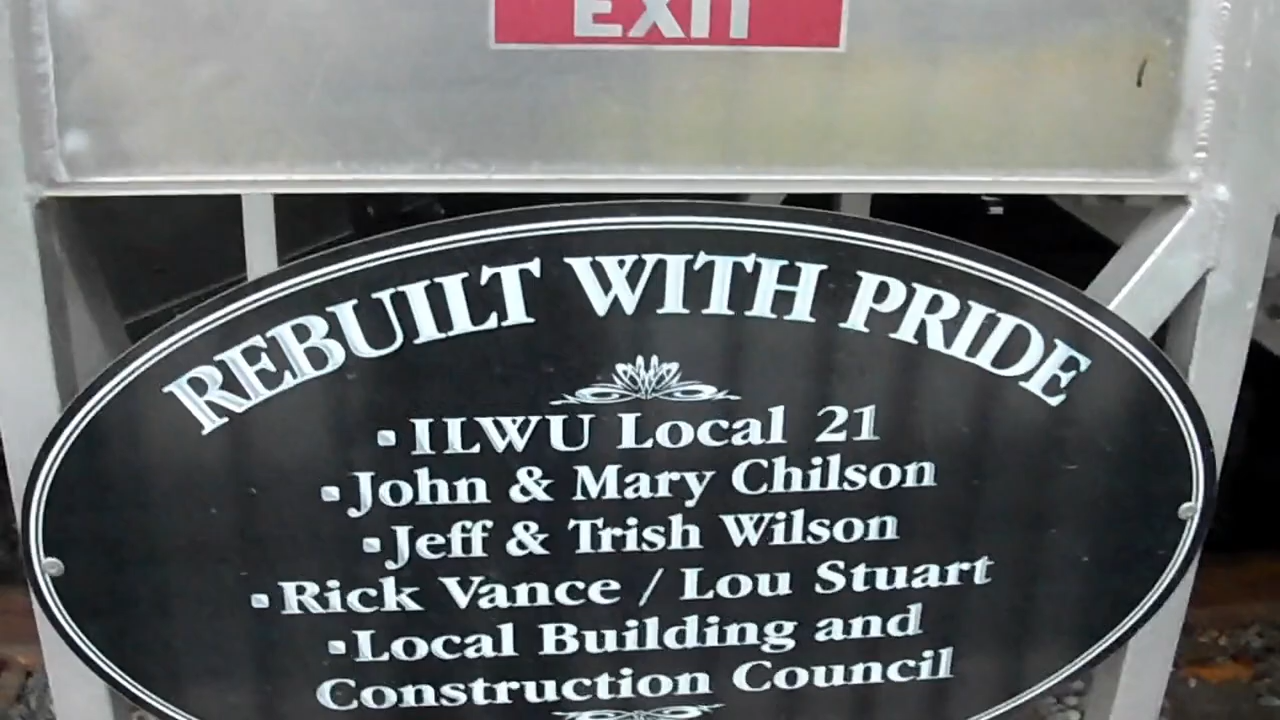 EXIT
REBUILT WITH PRIDE
▪ILWU Local 21
▪John & Mary Chilson
▪Jeff & Trish Wilson
▪Rick Vance / Lou Stuart
▪Local Building and
Construction Council